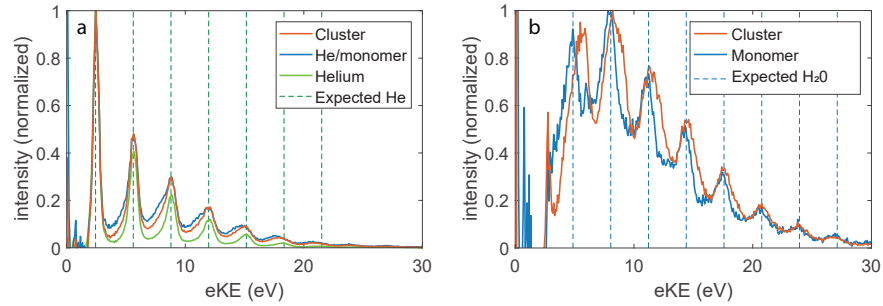 a
Cluster
He/monomer
Helium
Expected He
intensity (normalized)
1
0.8
0.6
0.4
0.2
0
0
10
20
30
eKE (eV)
b
Cluster
Monomer
Expected H₂0
intensity (normalized)
1
0.8
0.6
0.4
0.2
0
0
10
20
30
eKE (eV)